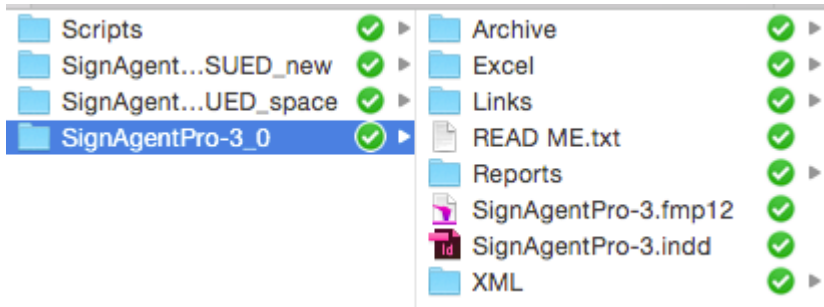 Scripts
SignAgent...SUED_new
SignAgent...UED_space
SignAgentPro-3_0
Archive
Excel
Links
READ ME.txt
Reports
SignAgentPro-3.fmp12
Id SignAgentPro-3.indd
XML